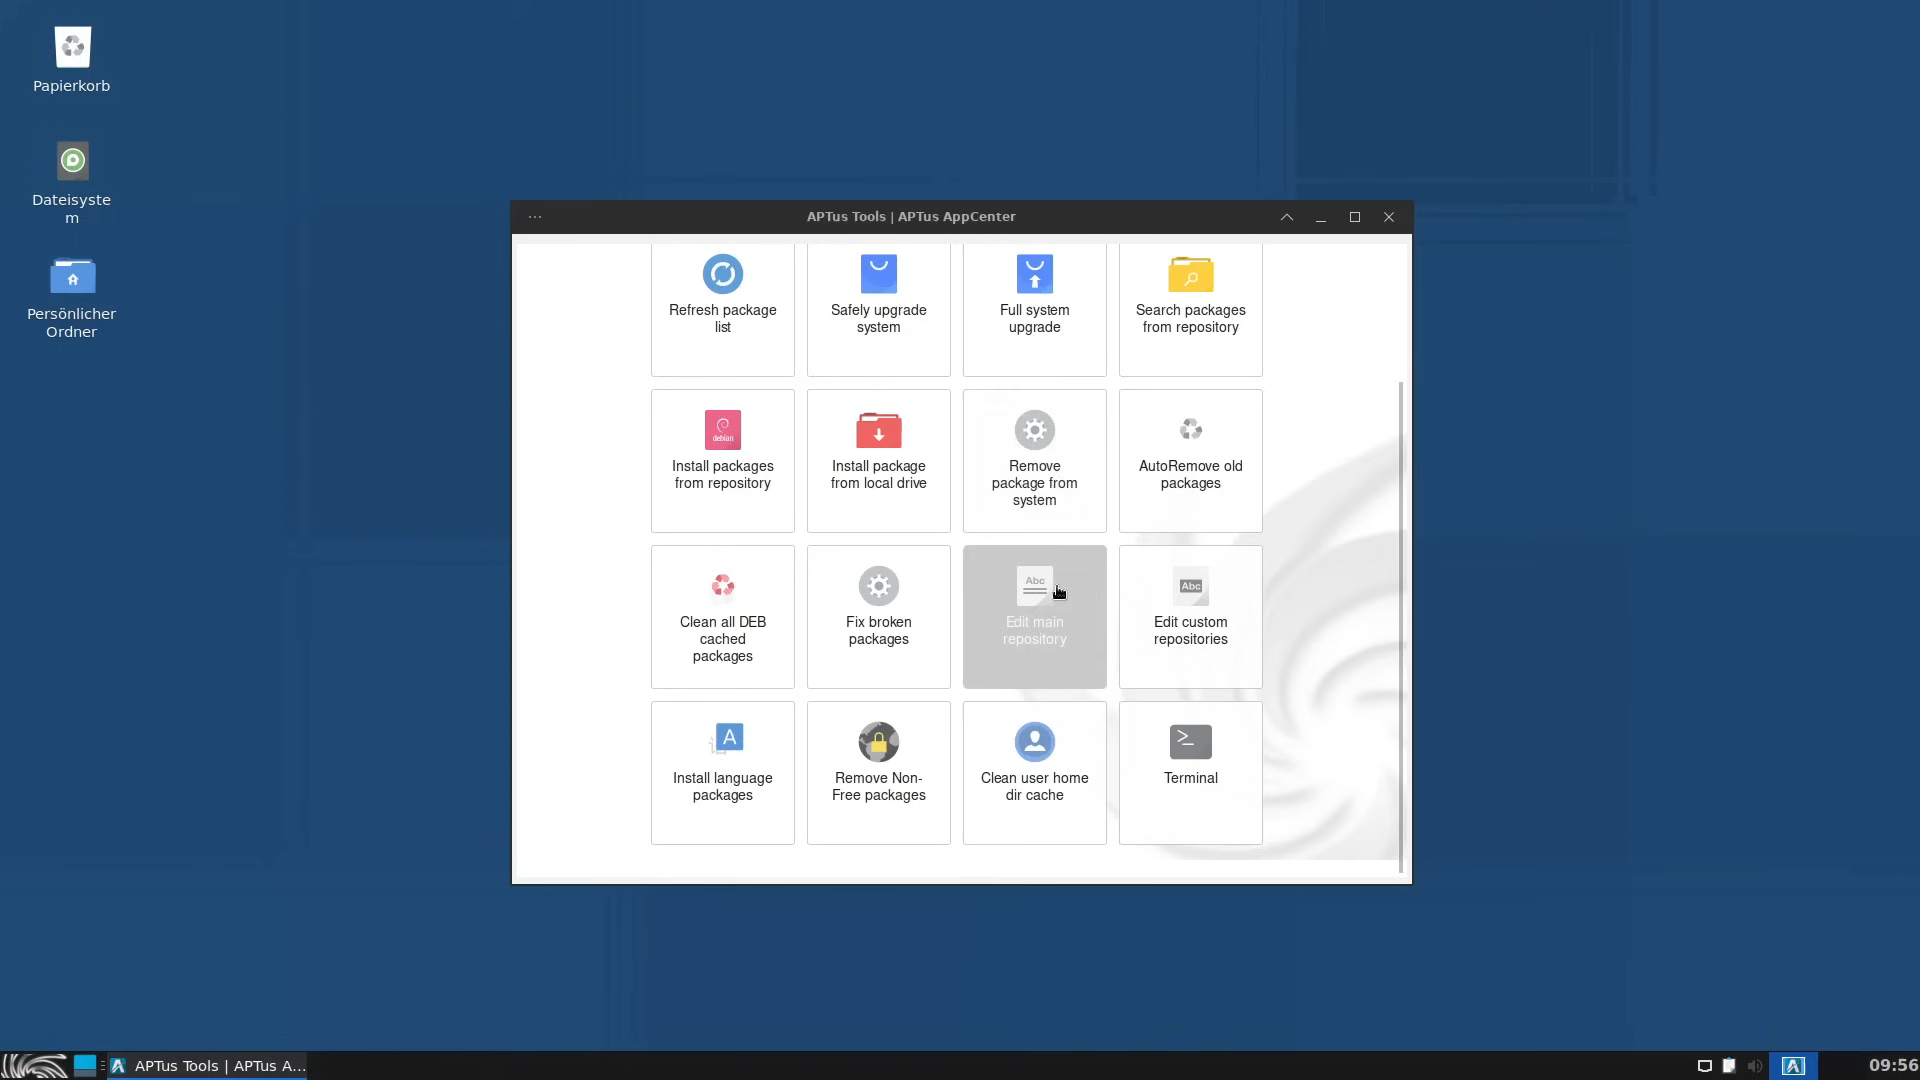 Papierkorb
Dateisyste
m
Persönlicher
Ordner
··· APTus Tools | APTus AppCenter
Refresh package
list
Safely upgrade
system
Full system
upgrade
Search packages
from repository
debian
Install packages
from repository
Install package
from local drive
Remove
package from
system
AutoRemove old
packages
Clean all DEB
cached
packages
Fix broken
packages
Abc
Edit main
repository
Abc
Edit custom
repositories
A
Install language
packages
Remove Non-
Free packages
Clean user home
dir cache
>_
Terminal
APTus Tools | APTus A...
09:56